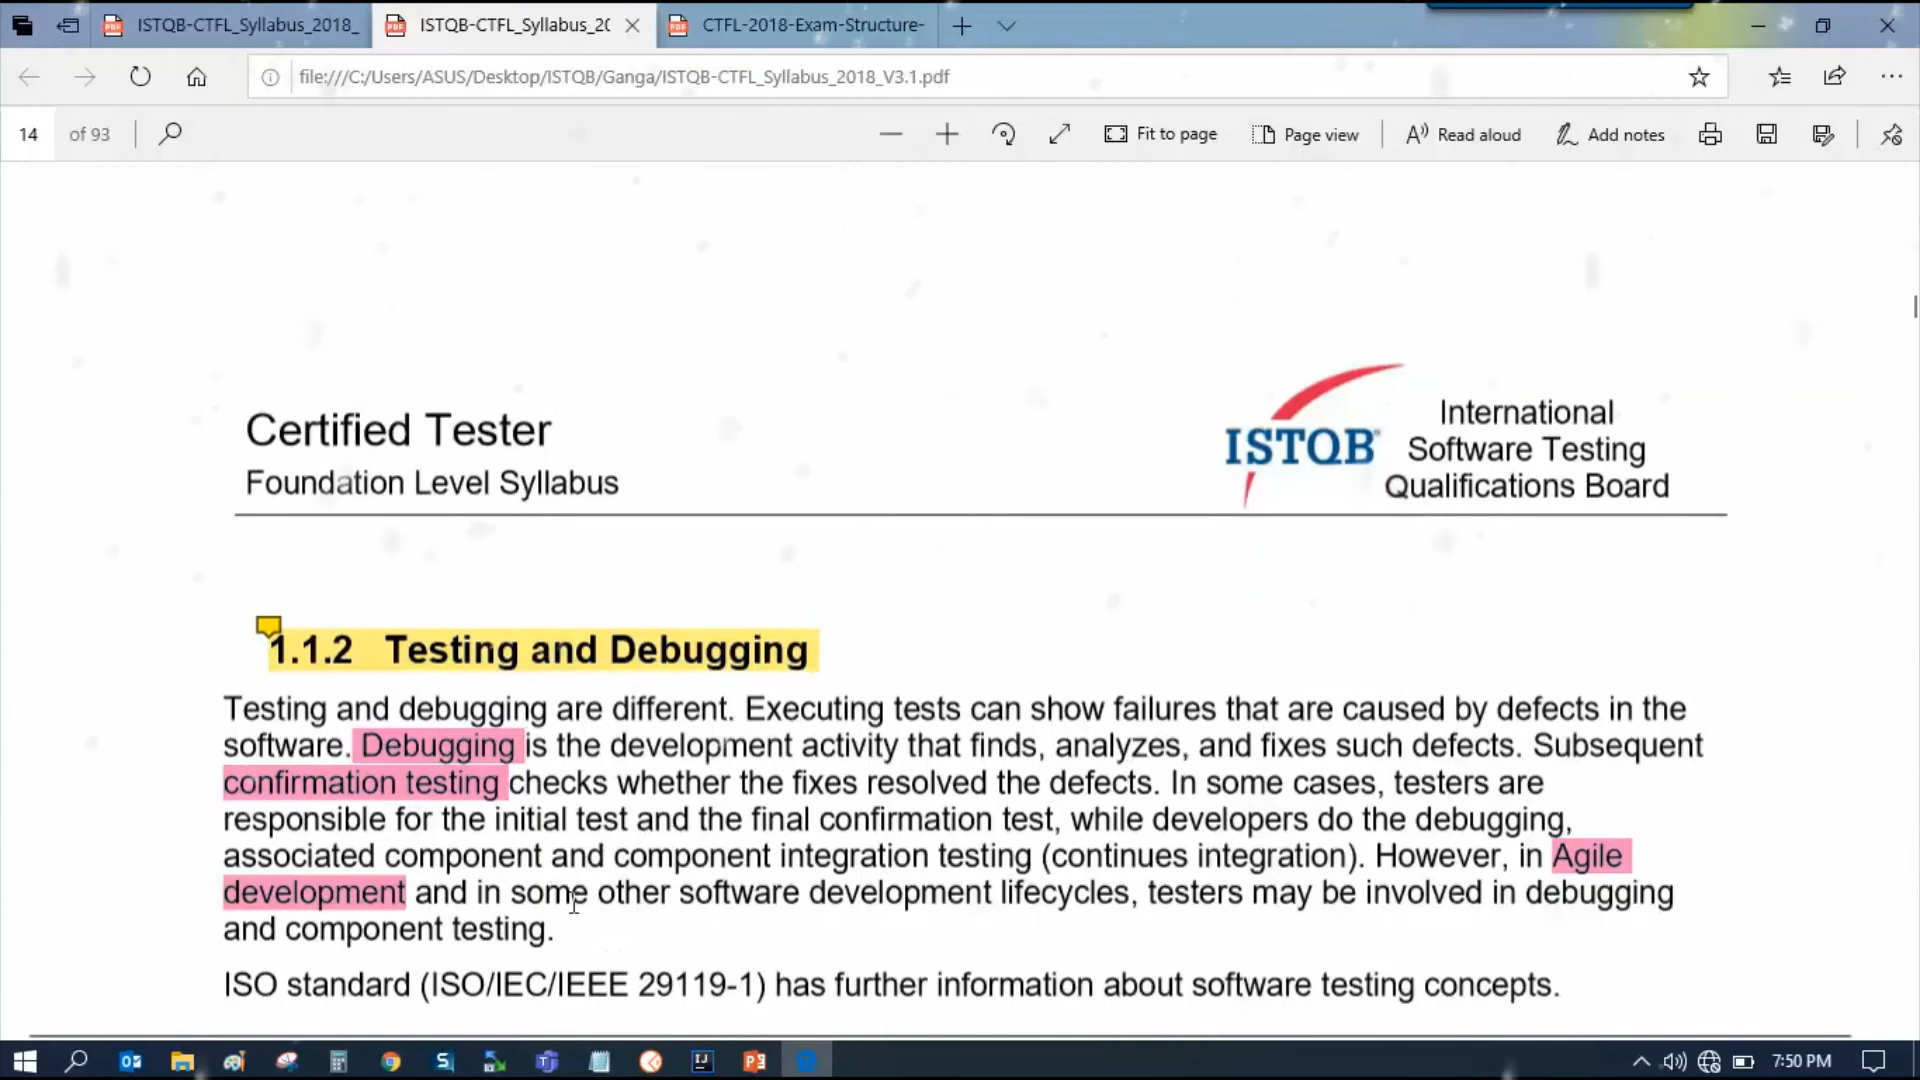 ISTQB-CTFL_Syllabus_2018_
ISTQB-CTFL_Syllabus_20
CTFL-2018-Exam-Structure-
file:///C:/Users/ASUS/Desktop/ISTQB/Ganga/ISTQB-CTFL_Syllabus_2018_V3.1.pdf
14 of 93
Fit to page
Page view
Read aloud
Add notes
Certified Tester
Foundation Level Syllabus
ISTQB
International
Software Testing
Qualifications Board
1.1.2 Testing and Debugging
Testing and debugging are different. Executing tests can show failures that are caused by defects in the
software. Debugging is the development activity that finds, analyzes, and fixes such defects. Subsequent
confirmation testing checks whether the fixes resolved the defects. In some cases, testers are
responsible for the initial test and the final confirmation test, while developers do the debugging,
associated component and component integration testing (continues integration). However, in Agile
development and in some other software development lifecycles, testers may be involved in debugging
and component testing.
ISO standard (ISO/IEC/IEEE 29119-1) has further information about software testing concepts.
7:50 PM